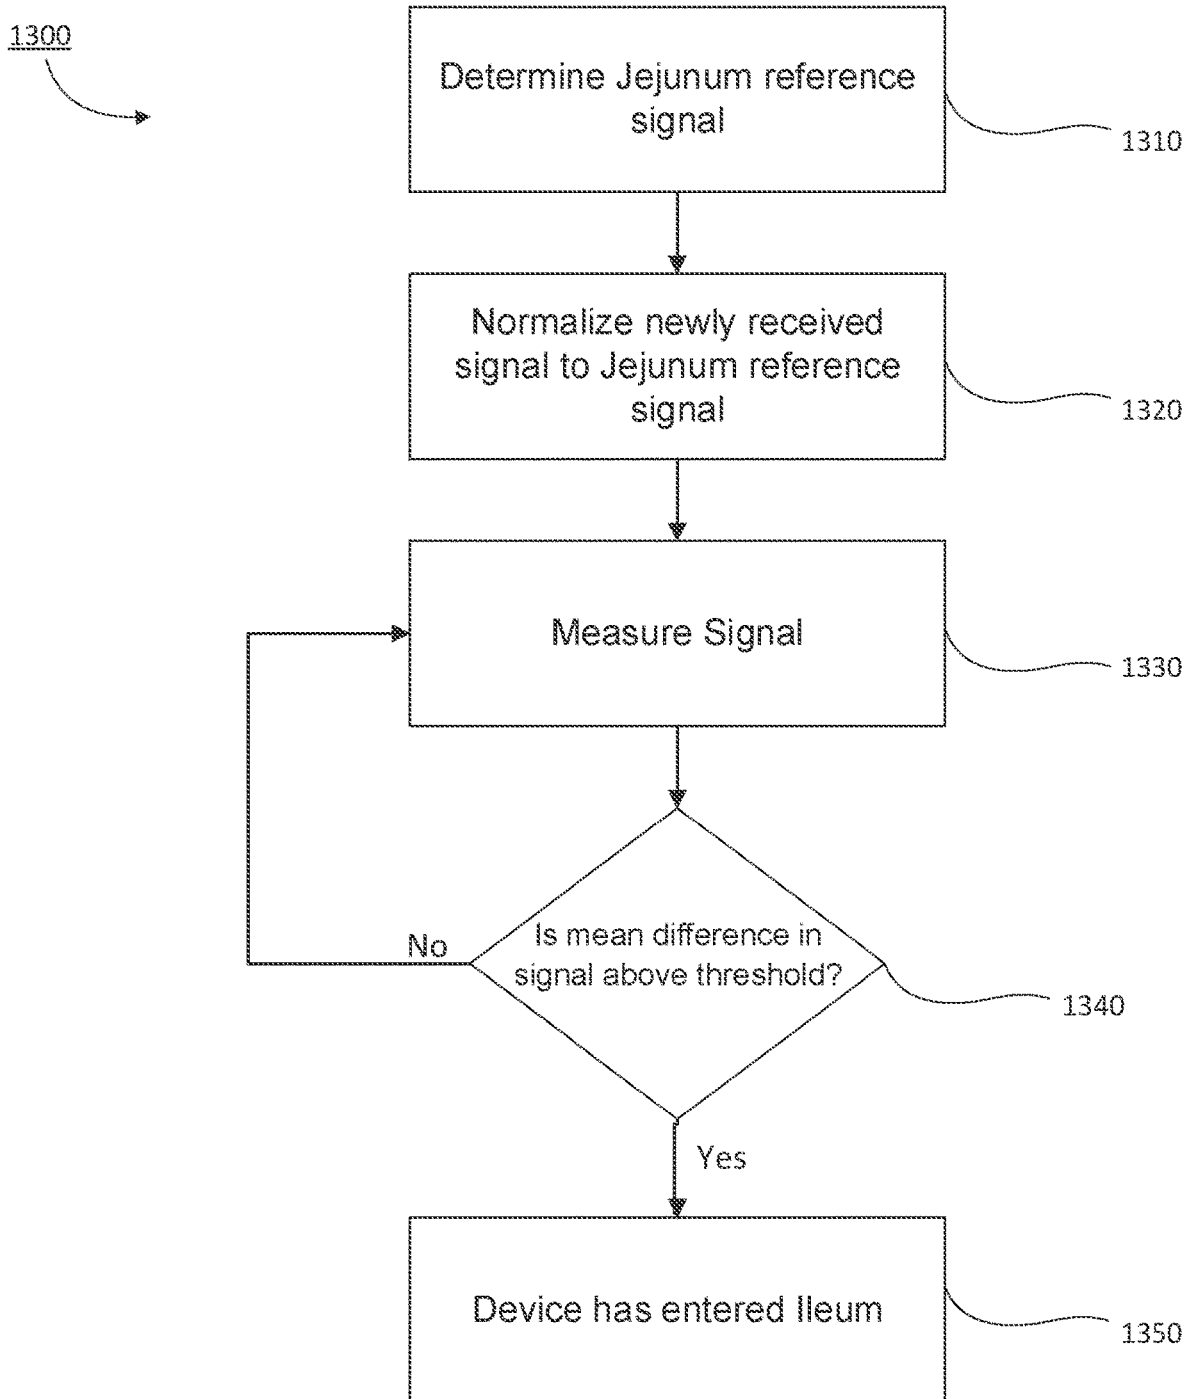 1300
Determine Jejunum reference
signal
1310
Normalize newly received
signal to Jejunum reference
signal
1320
Measure Signal
1330
Is mean difference in
signal above threshold?
No
1340
Yes
Device has entered Ileum
1350